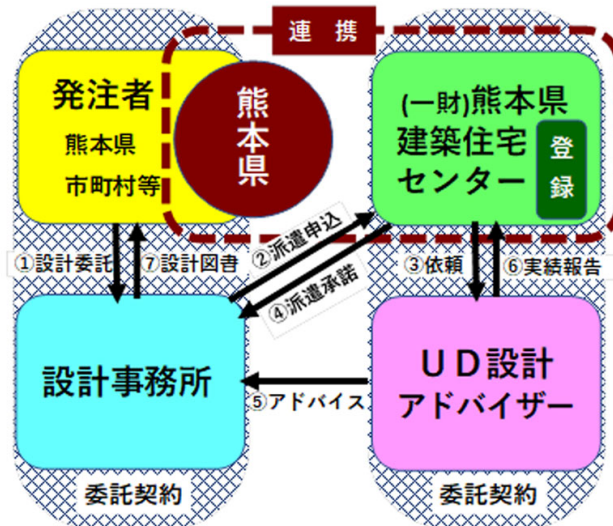 連 携
発注者
熊本県
市町村等
熊本県
(一財)熊本県
建築住宅
センター
登録
①設計委託
⑦設計図書
②派遣申込
④派遣承諾
③依頼
⑥実績報告
設計事務所
⑤アドバイス
UD設計
アドバイザー
委託契約
委託契約